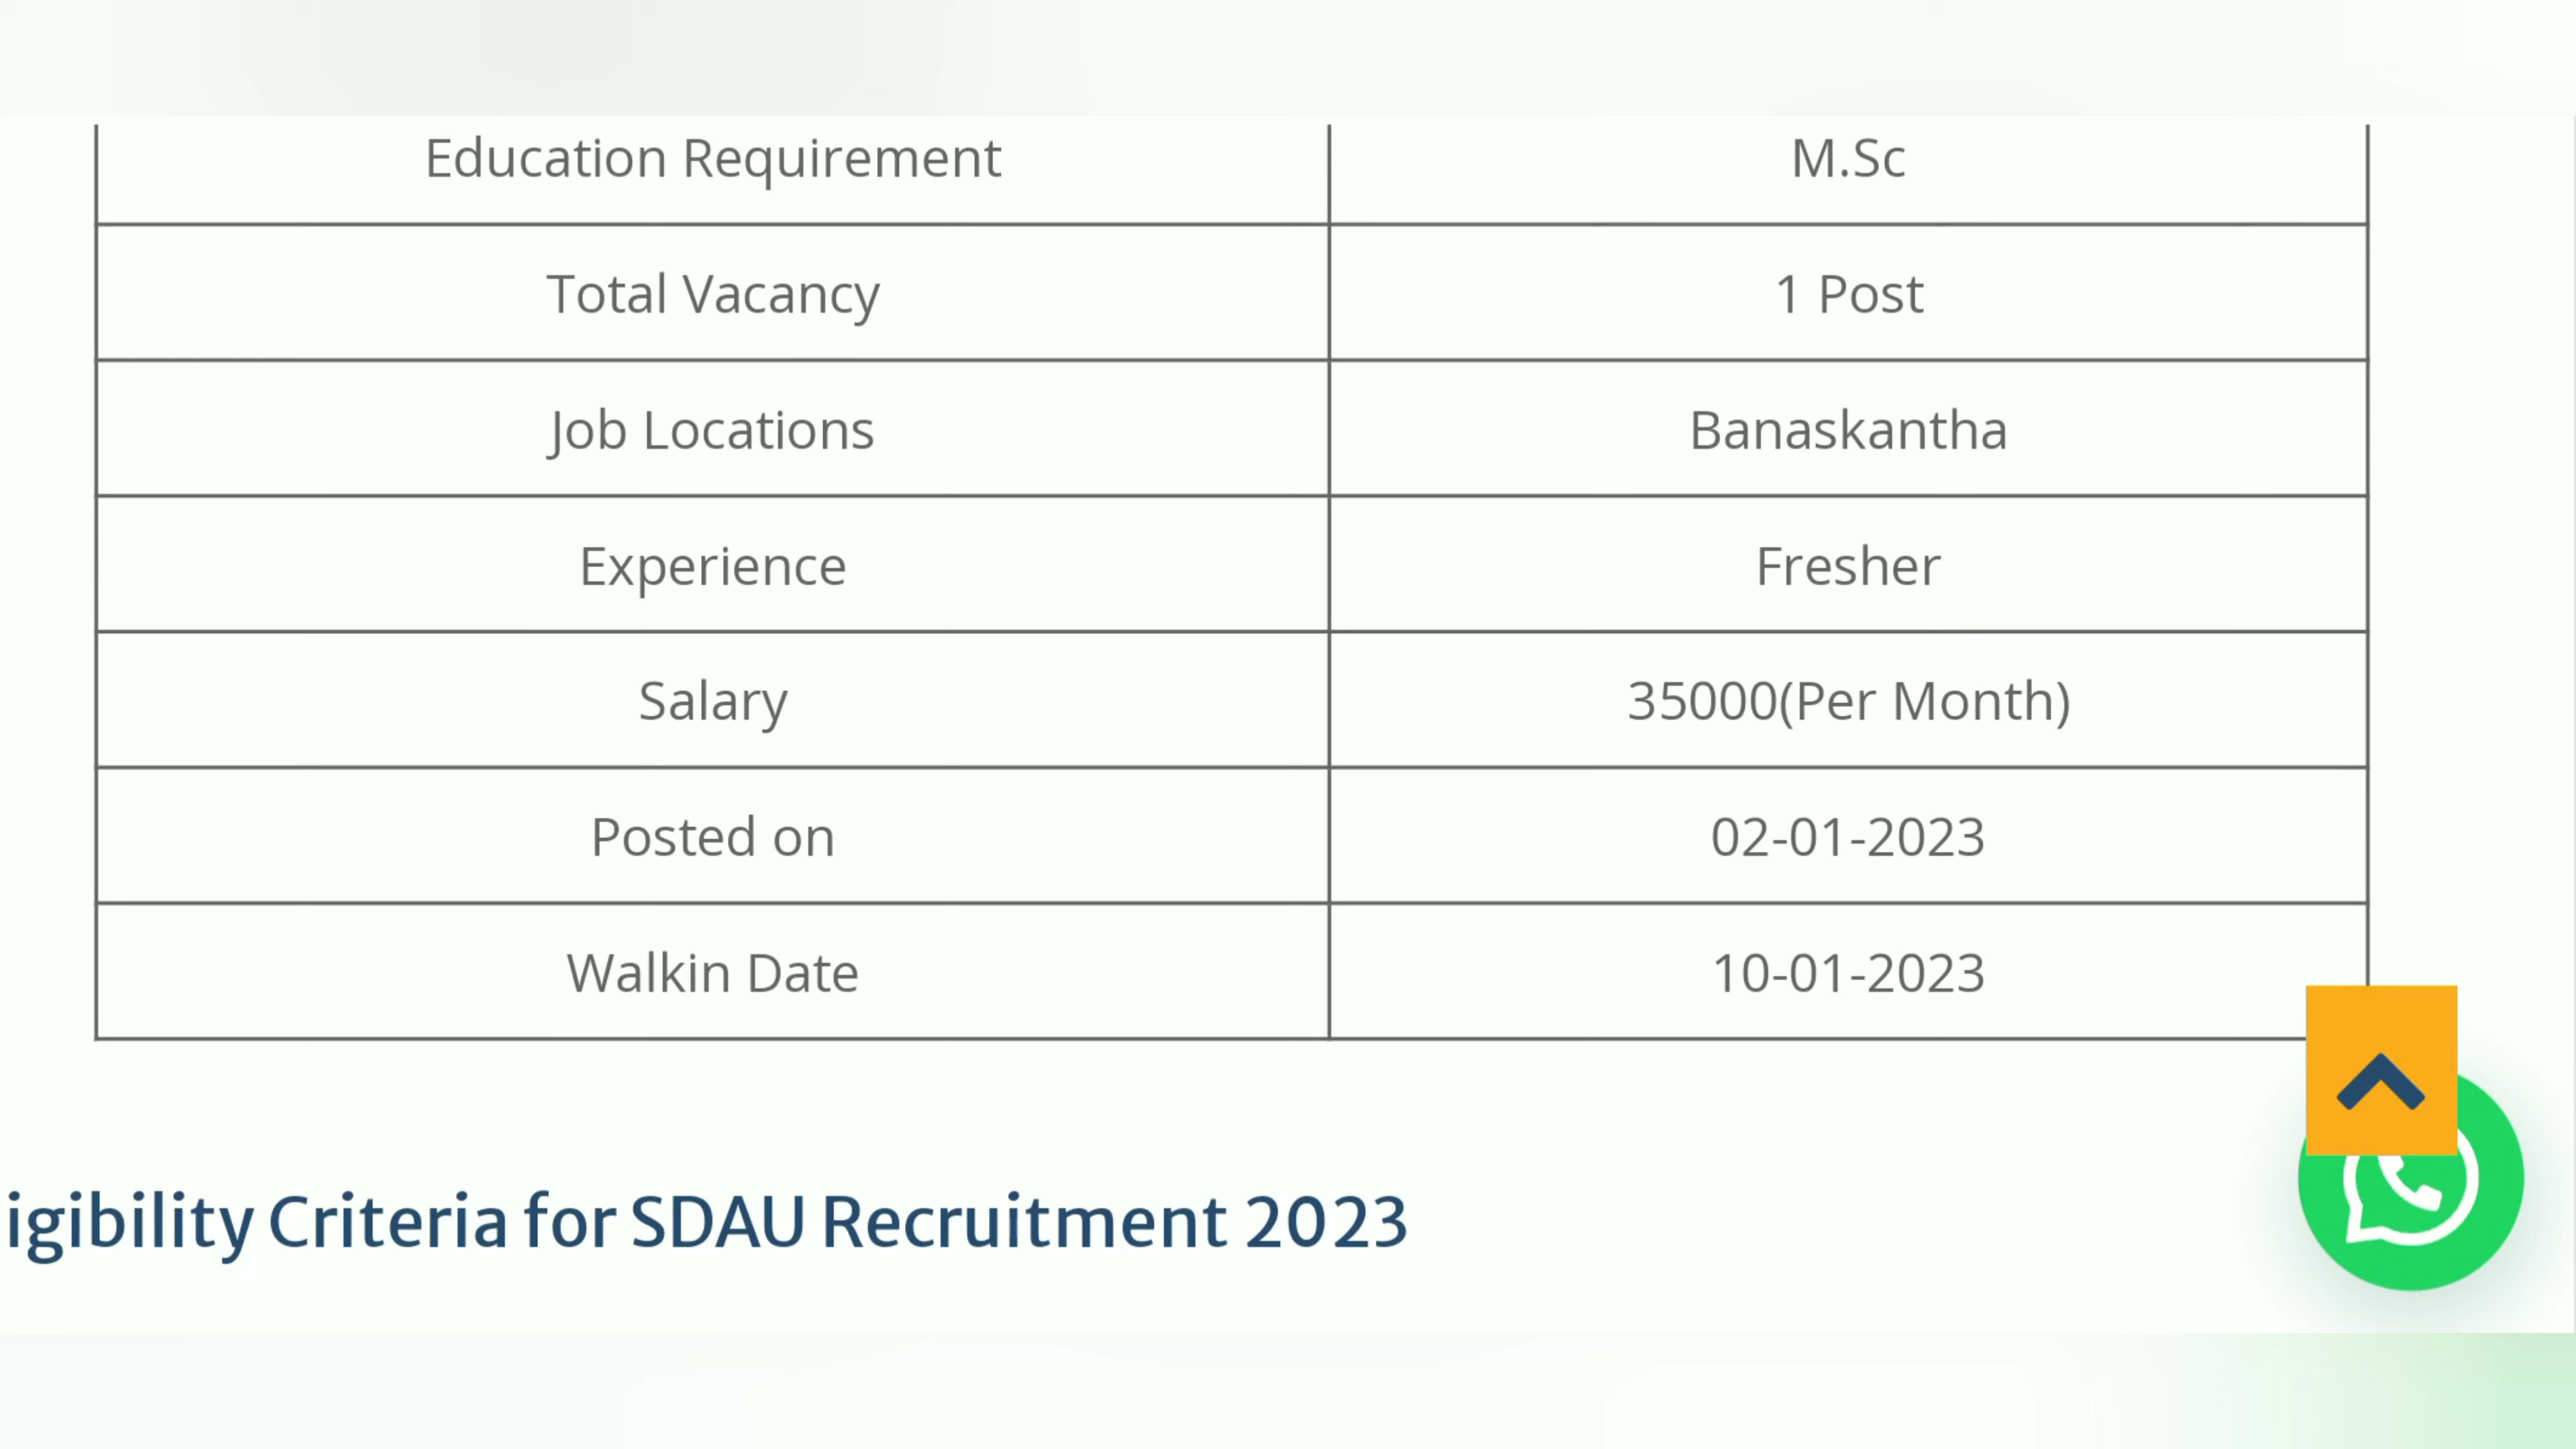 Education Requirement M.Sc
Total Vacancy 1 Post
Job Locations Banaskantha
Experience Fresher
Salary 35000(Per Month)
Posted on 02-01-2023
Walkin Date 10-01-2023
igibility Criteria for SDAU Recruitment 2023